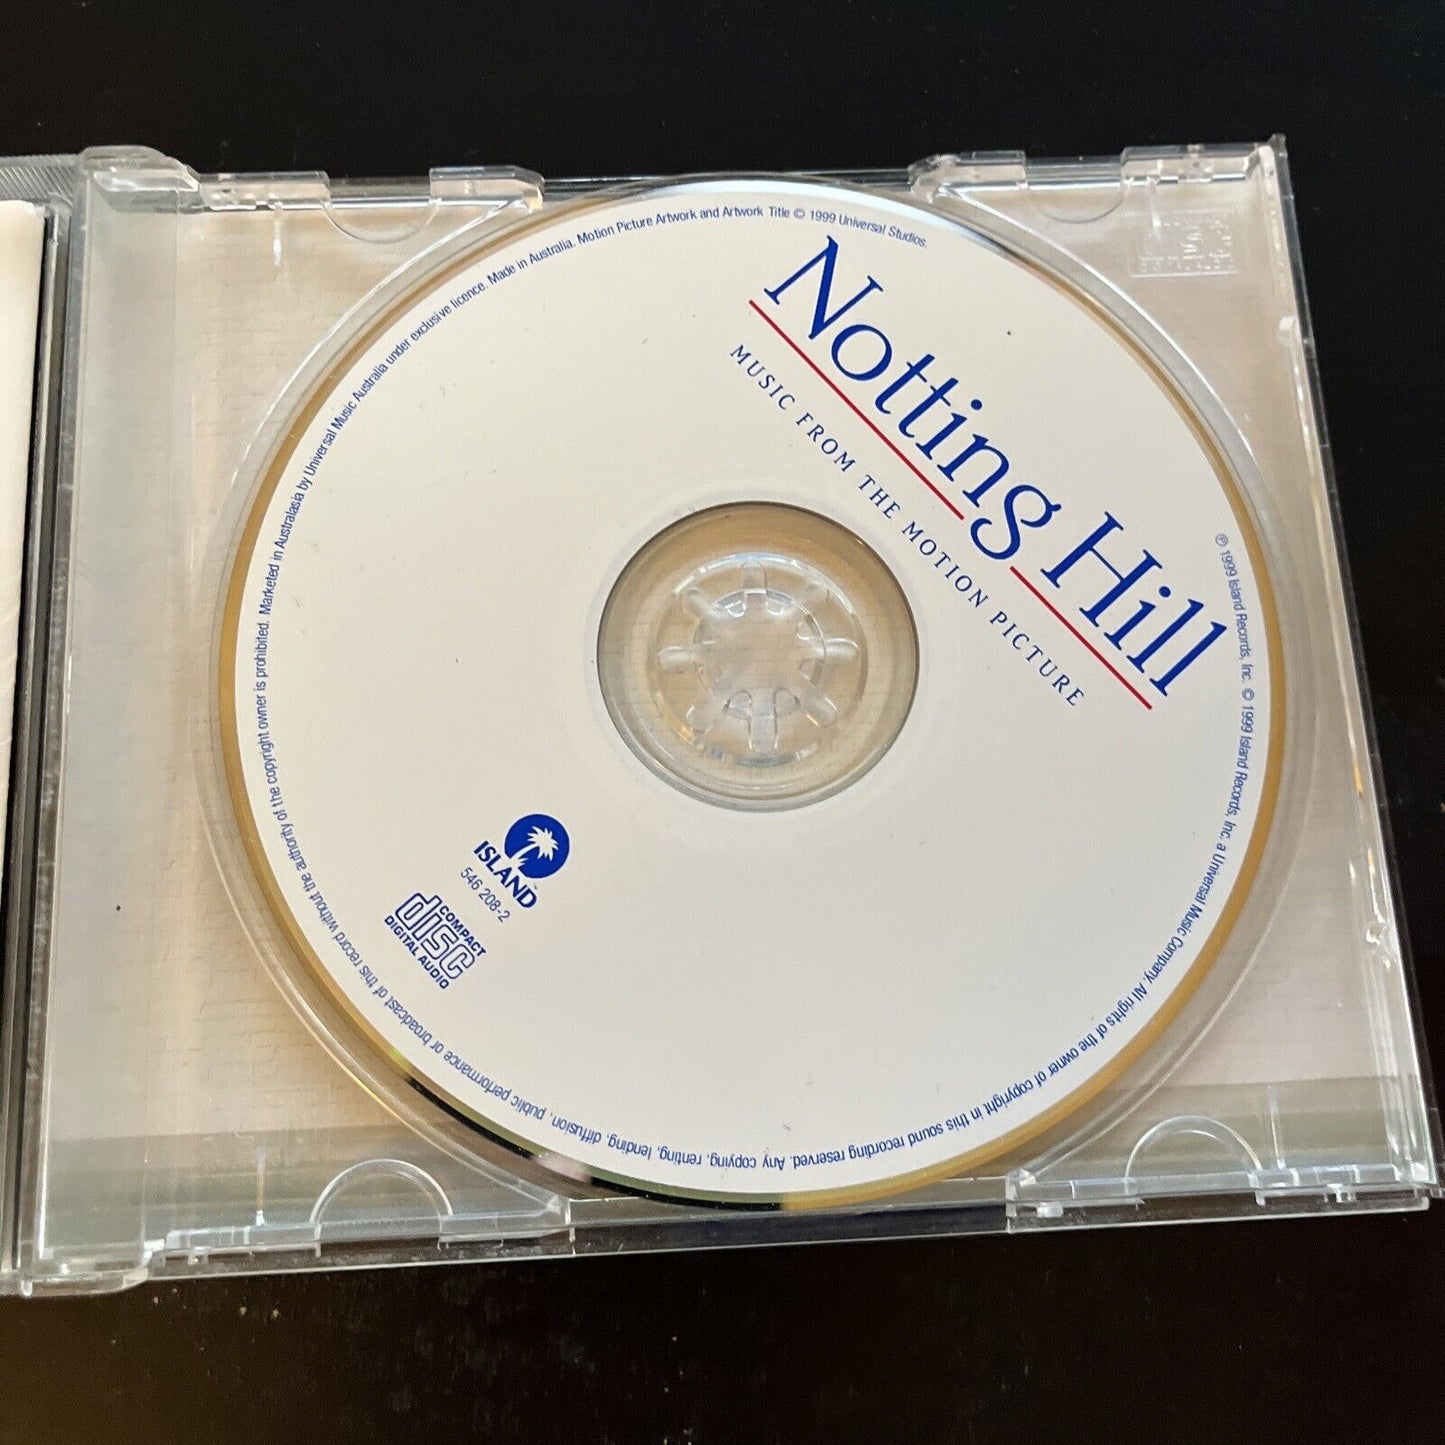 Notting Hill
MUSIC FROM THE MOTION PICTURE
℗ 1999 Island Records, Inc. © 1999 Island Records, Inc. a Universal Music Company. All rights of the owner of copyright in this sound recording reserved. Any copying, renting, lending, diffusion, public performance or broadcast of this record without the authority of the copyright owner is prohibited. Marketed in Australasia by Universal Music Australia under exclusive licence. Made in Australia. Motion Picture Artwork and Artwork Title © 1999 Universal Studios.
ISLAND™
546 208-2
COMPACT
disc
DIGITAL AUDIO